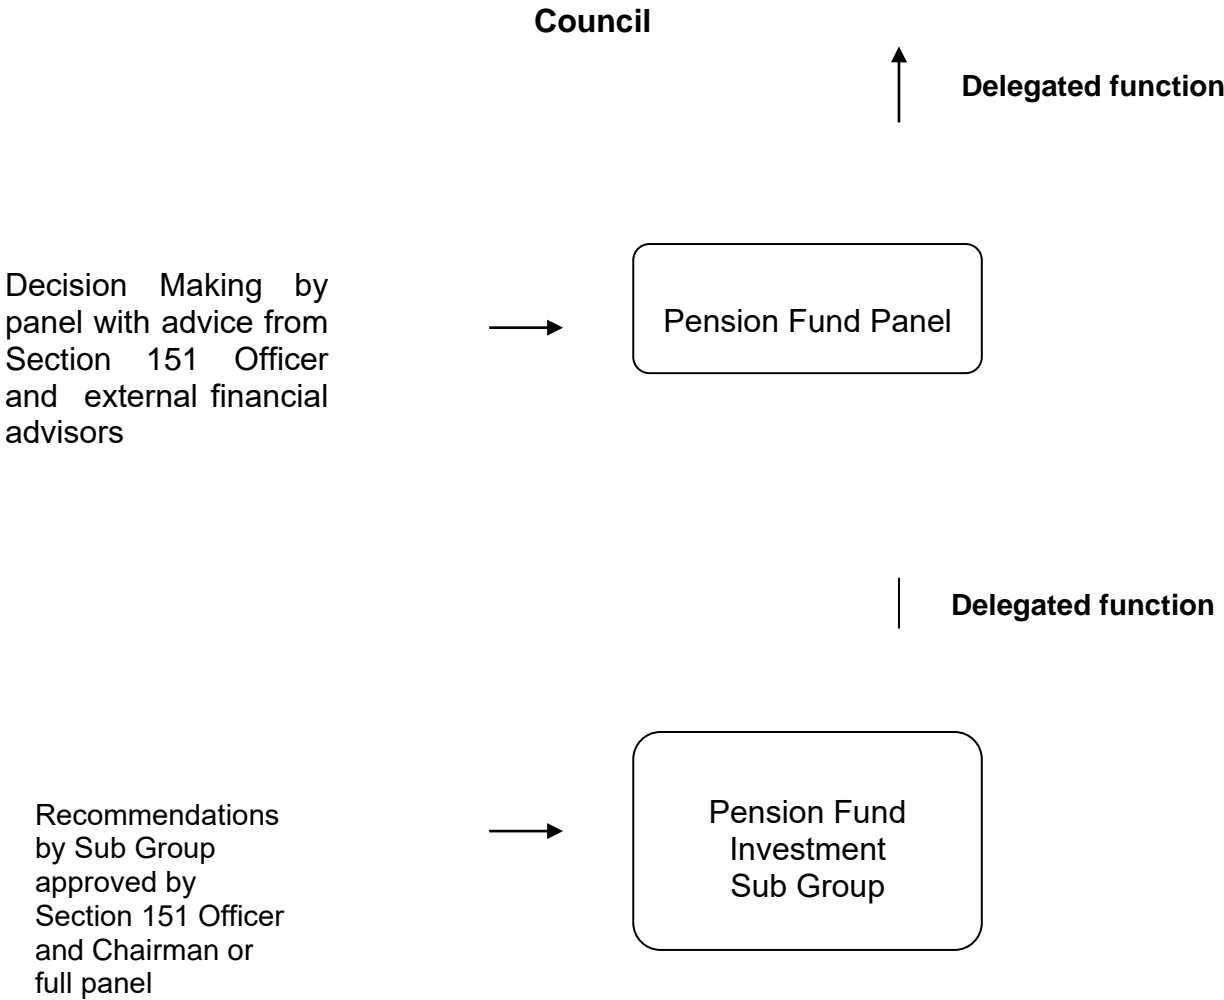 Council
Delegated function
Decision Making by
panel with advice from
Section 151 Officer
and external financial
advisors
Pension Fund Panel
Delegated function
Recommendations
by Sub Group
approved by
Section 151 Officer
and Chairman or
full panel
Pension Fund
Investment
Sub Group